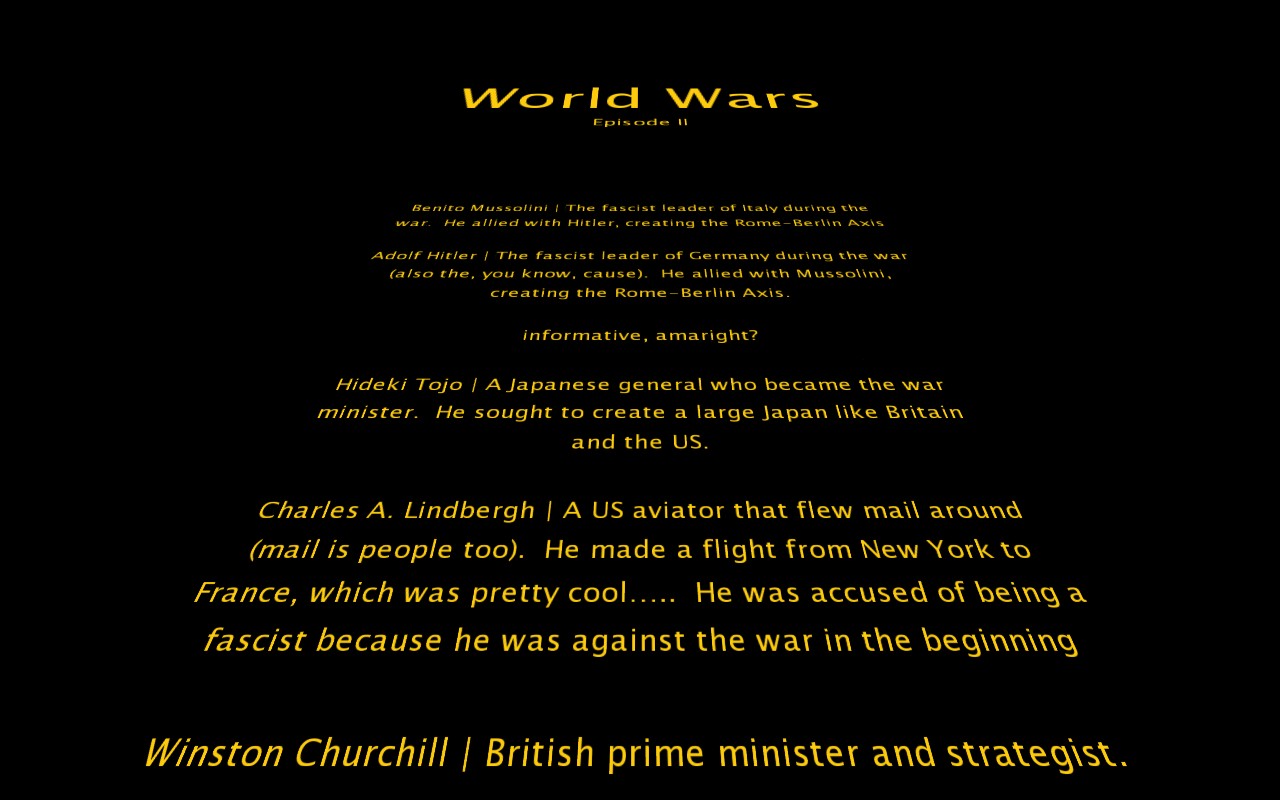 World Wars
Episode II
Benito Mussolini | The fascist leader of Italy during the
war.  He allied with Hitler, creating the Rome-Berlin Axis
Adolf Hitler | The fascist leader of Germany during the war
(also the, you know, cause).  He allied with Mussolini,
creating the Rome-Berlin Axis.
informative, amaright?
Hideki Tojo | A Japanese general who became the war
minister.  He sought to create a large Japan like Britain
and the US.
Charles A. Lindbergh | A US aviator that flew mail around
(mail is people too).  He made a flight from New York to
France, which was pretty cool.....  He was accused of being a
fascist because he was against the war in the beginning
Winston Churchill | British prime minister and strategist.